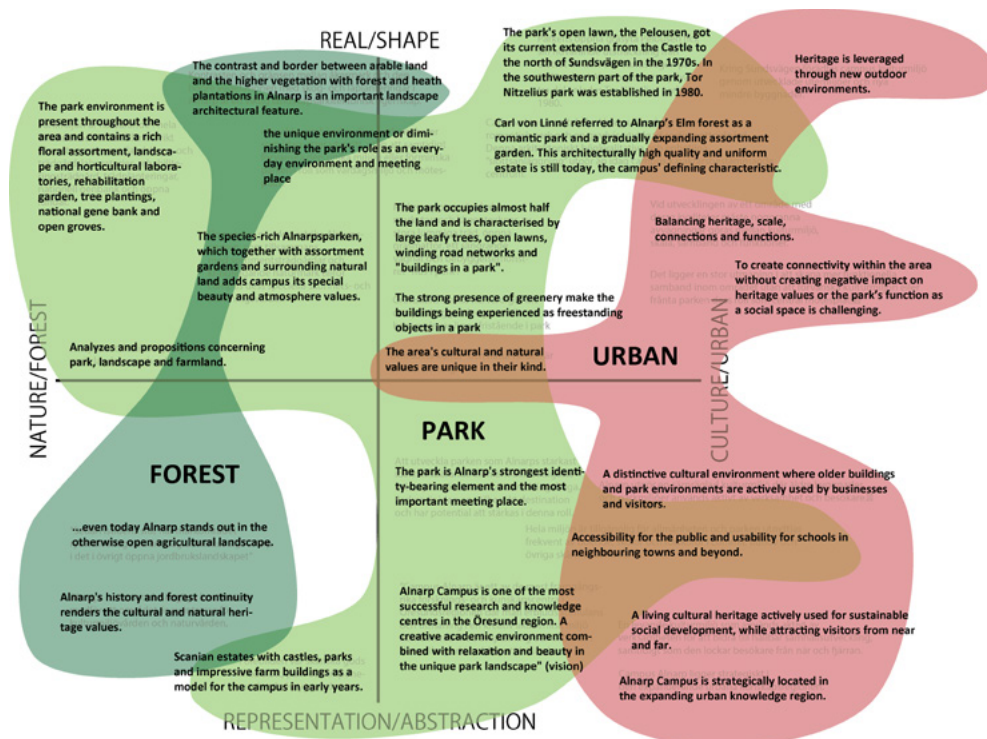 REAL/SHAPE
The park's open lawn, the Pelousen, got
its current extension from the Castle to
the north of Sundsvägen in the 1970s. In
the southwestern part of the park, Tor
Nitzelius park was established in 1980.
Heritage is leveraged
through new outdoor
environments.
The contrast and border between arable land
and the higher vegetation with forest and heath
plantations in Alnarp is an important landscape
architectural feature.
The park environment is
present throughout the
area and contains a rich
floral assortment, landsca-
pe and horticultural labora-
tories, rehabilitation
garden, tree plantings,
national gene bank and
open groves.
the unique environment or dimi-
nishing the park's role as an every-
day environment and meeting
place
Carl von Linné referred to Alnarp's Elm forest as a
romantic park and a gradually expanding assortment
garden. This architecturally high quality and uniform
estate is still today, the campus' defining characteristic.
The park occupies almost half
the land and is characterised by
large leafy trees, open lawns,
winding road networks and
"buildings in a park".
Balancing heritage, scale,
connections and functions.
The species-rich Alnarpsparken,
which together with assortment
gardens and surrounding natural
land adds campus its special
beauty and atmosphere values.
To create connectivity within the area
without creating negative impact on
heritage values or the park's function as
a social space is challenging.
The strong presence of greenery make the
buildings being experienced as freestanding
objects in a park
Analyzes and propositions concerning
park, landscape and farmland.
The area's cultural and natural
values are unique in their kind.
URBAN
NATURE/FOREST
CULTURE/URBAN
PARK
FOREST
The park is Alnarp's strongest identi-
ty-bearing element and the most
important meeting place.
A distinctive cultural environment where older buildings
and park environments are actively used by businesses
and visitors.
...even today Alnarp stands out in the
otherwise open agricultural landscape.
i det i övrigt öppna jordbrukslandskapet"
Accessibility for the public and usability for schools in
neighbouring towns and beyond.
Alnarp's history and forest continuity
renders the cultural and natural heri-
tage values.
Alnarp Campus is one of the most
successful research and knowledge
centres in the Öresund region. A
creative academic environment com-
bined with relaxation and beauty in
the unique park landscape" (vision)
A living cultural heritage actively used for sustainable
social development, while attracting visitors from near
and far.
Scanian estates with castles, parks
and impressive farm buildings as a
model for the campus in early years.
Alnarp Campus is strategically located in
the expanding urban knowledge region.
REPRESENTATION/ABSTRACTION